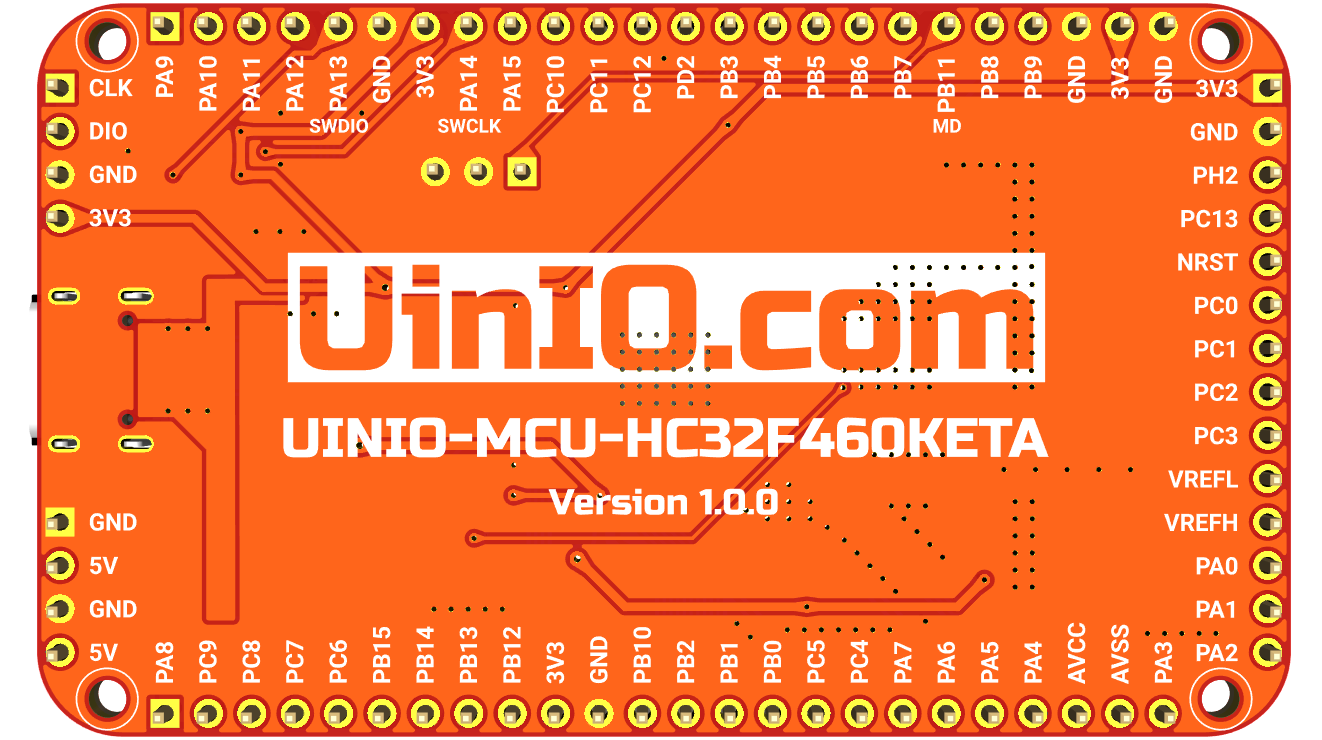 PA9 PA10 PA11 PA12 PA13 GND 3V3 PA14 PA15 PC10 PC11 PC12 PD2 PB3 PB4 PB5 PB6 PB7 PB11 PB8 PB9 GND 3V3 GND
SWDIO SWCLK MD
CLK
DIO
GND
3V3
3V3
GND
PH2
PC13
NRST
PC0
PC1
PC2
PC3
VREFL
VREFH
PA0
PA1
PA2
UinIO.com
UINIO-MCU-HC32F460KETA
Version 1.0.0
GND
5V
GND
5V
PA8 PC9 PC8 PC7 PC6 PB15 PB14 PB13 PB12 3V3 GND PB10 PB2 PB1 PB0 PC5 PC4 PA7 PA6 PA5 PA4 AVCC AVSS PA3